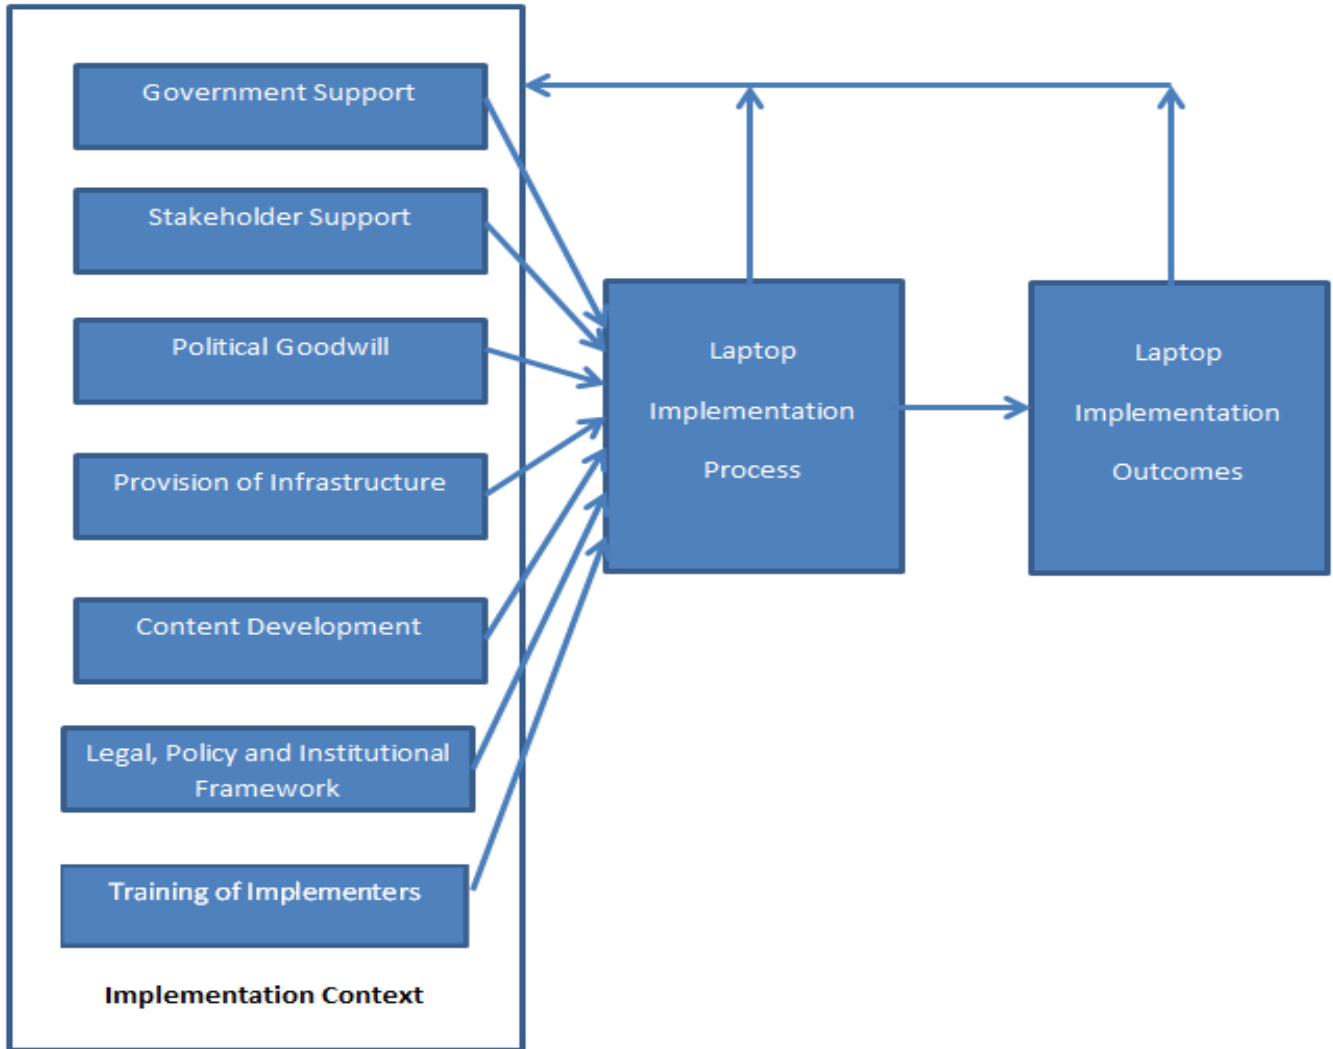 Government Support
Stakeholder Support
Political Goodwill
Provision of Infrastructure
Content Development
Legal, Policy and Institutional
Framework
Training of Implementers
Implementation Context
Laptop
Implementation
Process
Laptop
Implementation
Outcomes